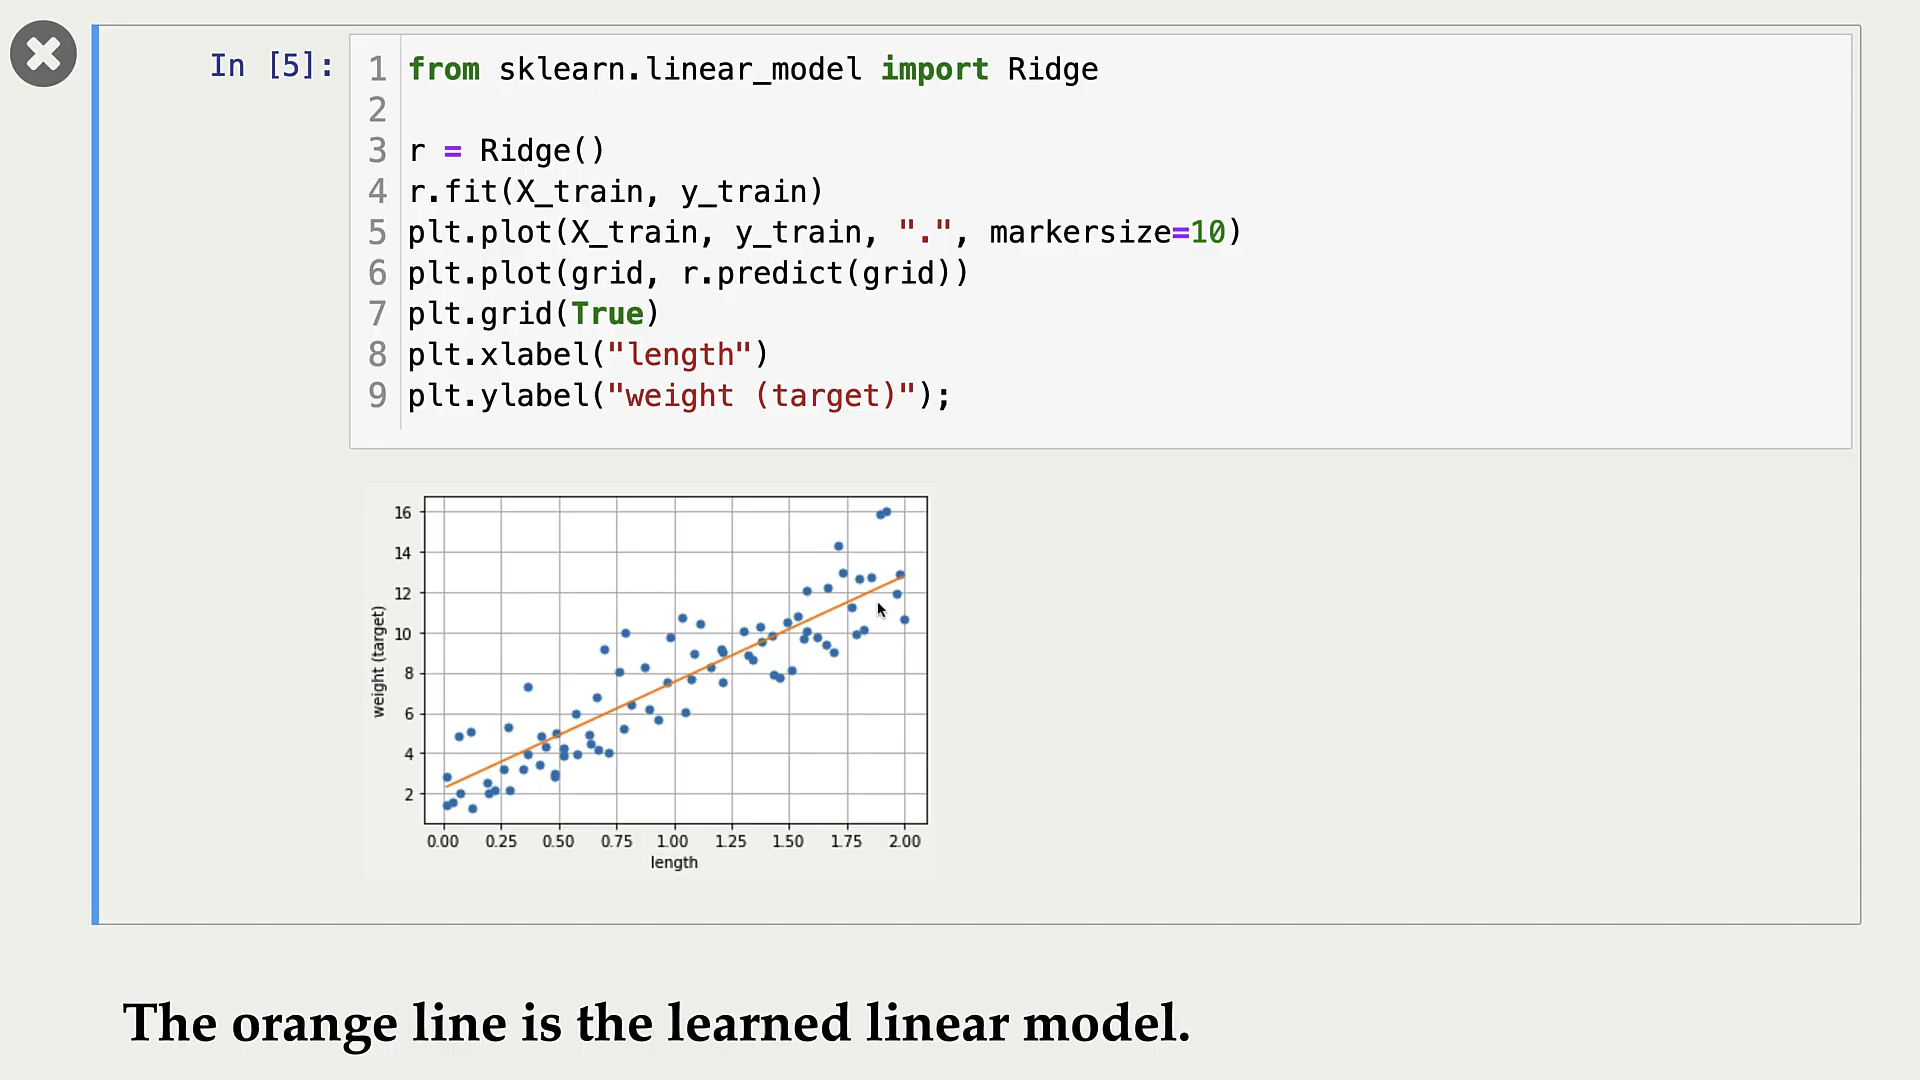 In [5]:
1 from sklearn.linear_model import Ridge
2
3 r = Ridge()
4 r.fit(X_train, y_train)
5 plt.plot(X_train, y_train, ".", markersize=10)
6 plt.plot(grid, r.predict(grid))
7 plt.grid(True)
8 plt.xlabel("length")
9 plt.ylabel("weight (target)");
16
14
12
10
8
6
4
2
weight (target)
0.00 0.25 0.50 0.75 1.00 1.25 1.50 1.75 2.00
length
The orange line is the learned linear model.